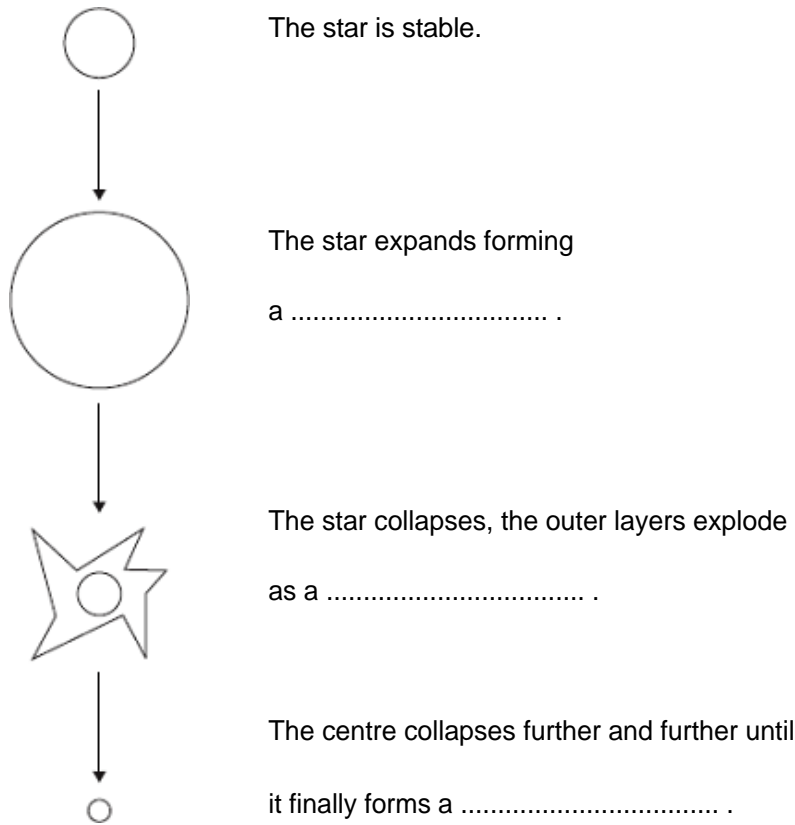 The star is stable.
The star expands forming
a .................................. .
The star collapses, the outer layers explode
as a .................................. .
The centre collapses further and further until
it finally forms a .................................. .